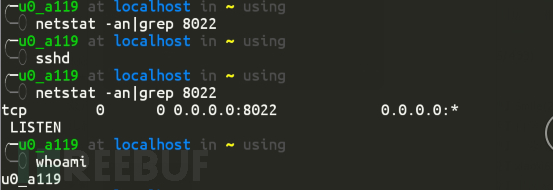 u0_a119 at localhost in ~ using
netstat -an|grep 8022
u0_a119 at localhost in ~ using
sshd
u0_a119 at localhost in ~ using
netstat -an|grep 8022
tcp 0 0 0.0.0.0:8022 0.0.0.0:*
LISTEN
u0_a119 at localhost in ~ using
whoami
u0_a119